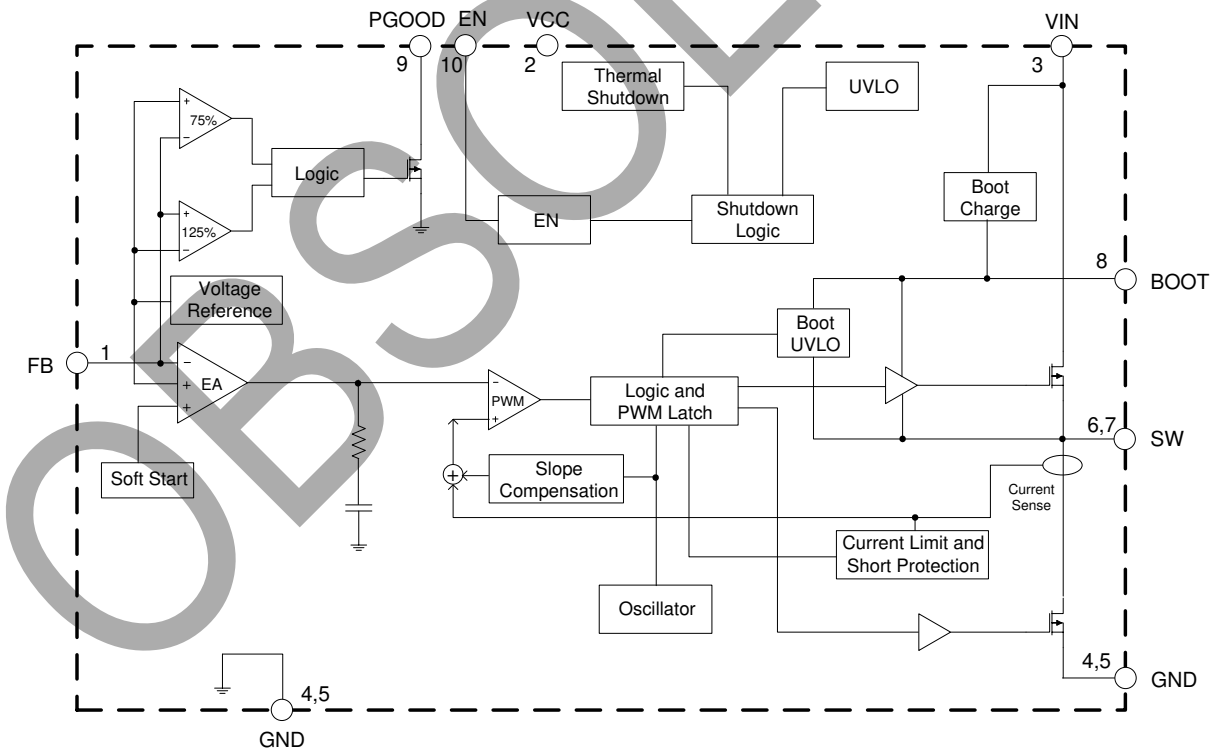 PGOOD EN VCC VIN
9 10 2 3
Thermal
Shutdown
UVLO
+
75%
−
Logic
Boot
Charge
+
125%
−
EN
Shutdown
Logic
8
BOOT
Voltage
Reference
Boot
UVLO
FB
1
−
EA
+
+
−
PWM
+
Logic and
PWM Latch
6,7
SW
Soft Start
+
Slope
Compensation
Current
Sense
Current Limit and
Short Protection
Oscillator
4,5
GND
4,5
GND
OBSOLE